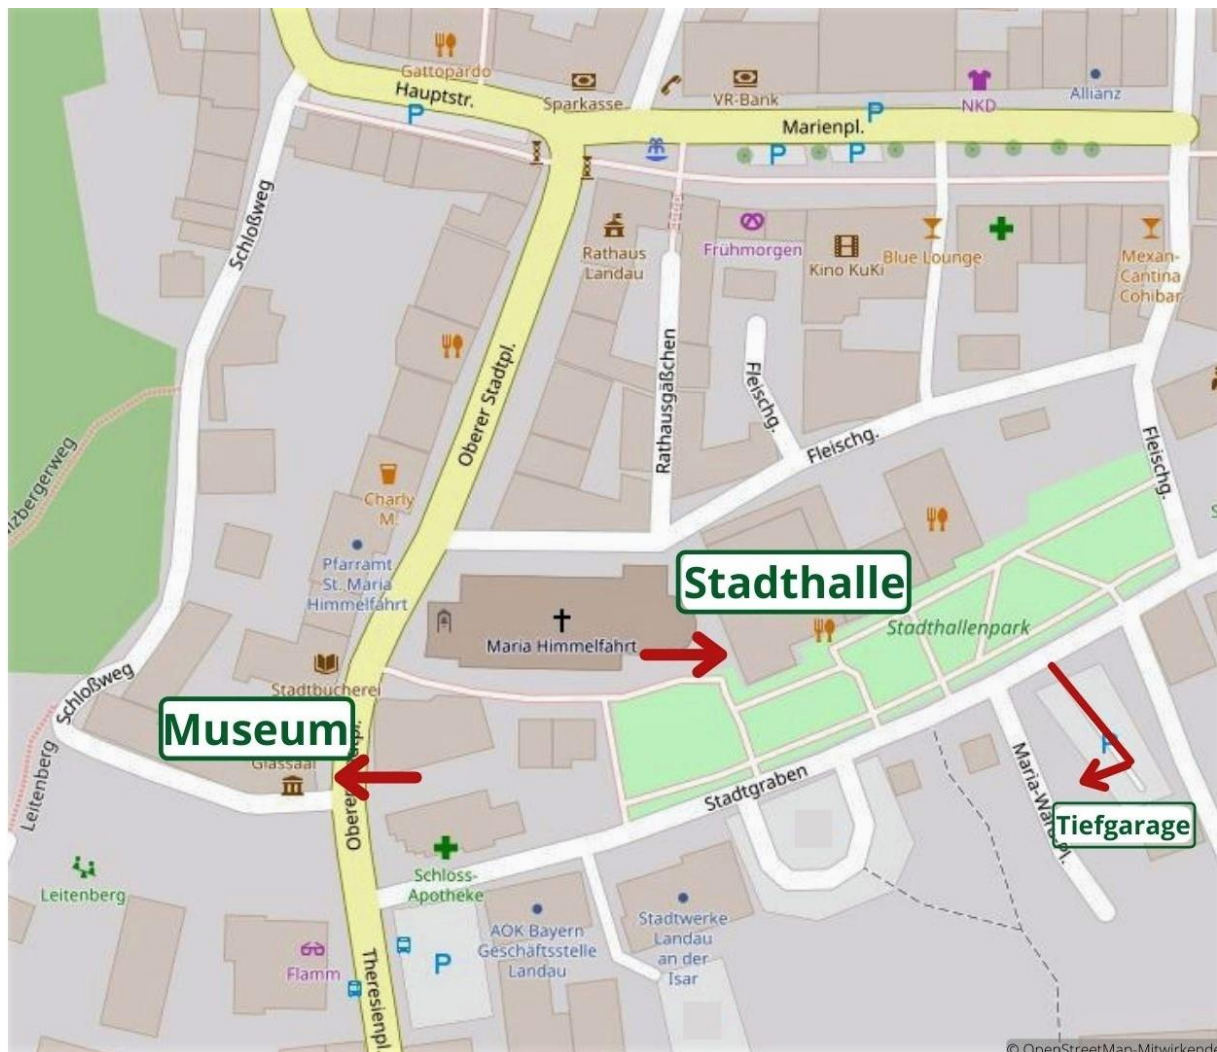 Gattopardo
Hauptstr.
P
Sparkasse
VR-Bank
P
NKD
Allianz
Marienpl.
P
P
Schloßweg
Rathaus
Landau
Frühmorgen
Kino KuKi
Blue Lounge
Mexan-
Cantina
Cohibar
Oberer Stadtpl.
Rathausgäßchen
Fleischg.
Fleischg.
Fleischg.
Charly
M.
Pfarramt
St. Maria
Himmelfahrt
Maria Himmelfahrt
Stadthalle
Stadthallenpark
Stadtbücherei
Schloßweg
Museum
Glassaal
Leitenberg
Stadtgraben
P
Maria-Ward-Pl.
Tiefgarage
Leitenberg
Schloss-
Apotheke
AOK Bayern
Geschäftsstelle
Landau
Stadtwerke
Landau
an der
Isar
Flamm
P
Theresienpl.
© OpenStreetMap-Mitwirkende